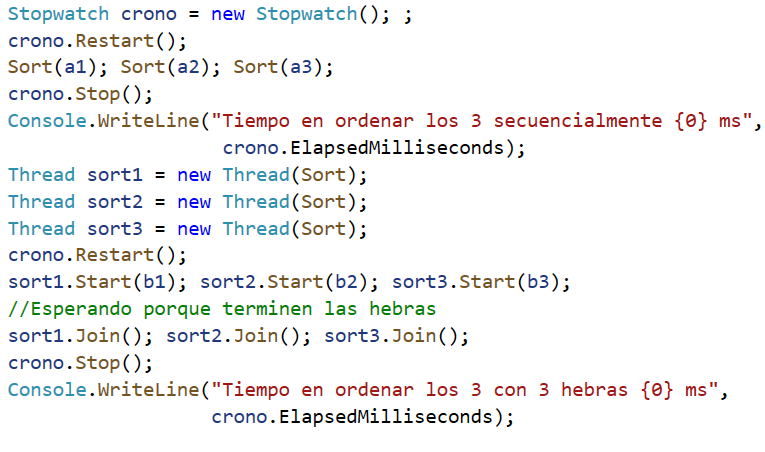 Stopwatch crono = new Stopwatch(); ;
crono.Restart();
Sort(a1); Sort(a2); Sort(a3);
crono.Stop();
Console.WriteLine("Tiempo en ordenar los 3 secuencialmente {0} ms",
crono.ElapsedMilliseconds);
Thread sort1 = new Thread(Sort);
Thread sort2 = new Thread(Sort);
Thread sort3 = new Thread(Sort);
crono.Restart();
sort1.Start(b1); sort2.Start(b2); sort3.Start(b3);
//Esperando porque terminen las hebras
sort1.Join(); sort2.Join(); sort3.Join();
crono.Stop();
Console.WriteLine("Tiempo en ordenar los 3 con 3 hebras {0} ms",
crono.ElapsedMilliseconds);